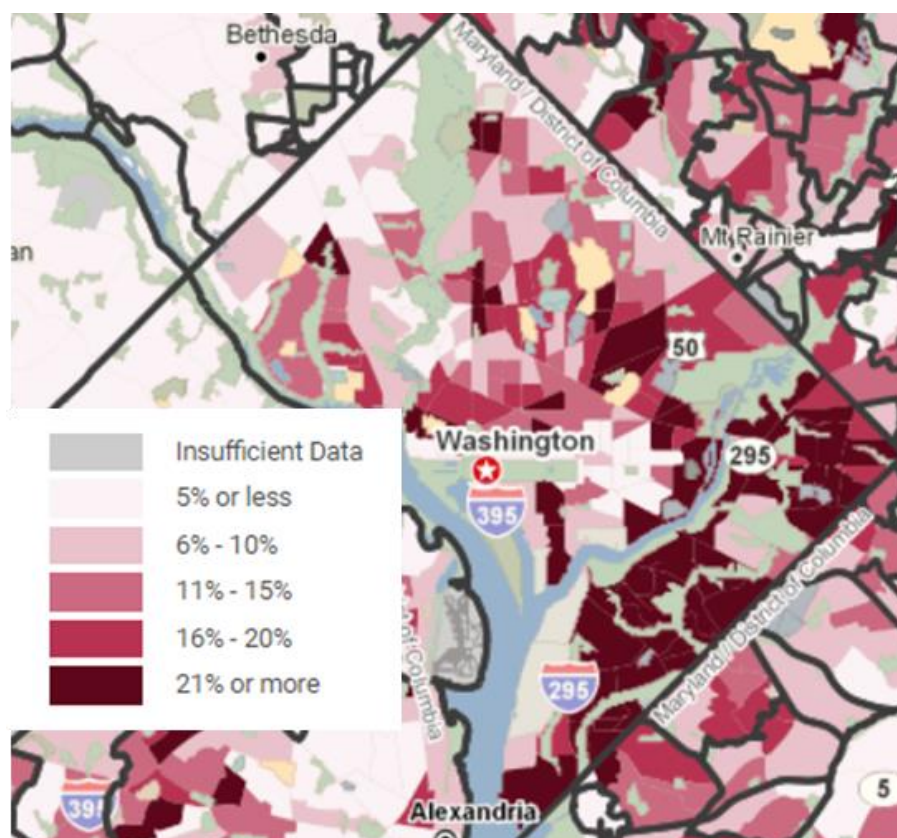 Bethesda
Maryland / District of Columbia
Mt. Rainier
an
50
Washington
295
395
Insufficient Data
5% or less
6% - 10%
11% - 15%
16% - 20%
21% or more
of Columbia
Maryland / District of Columbia
295
395
Alexandria
5